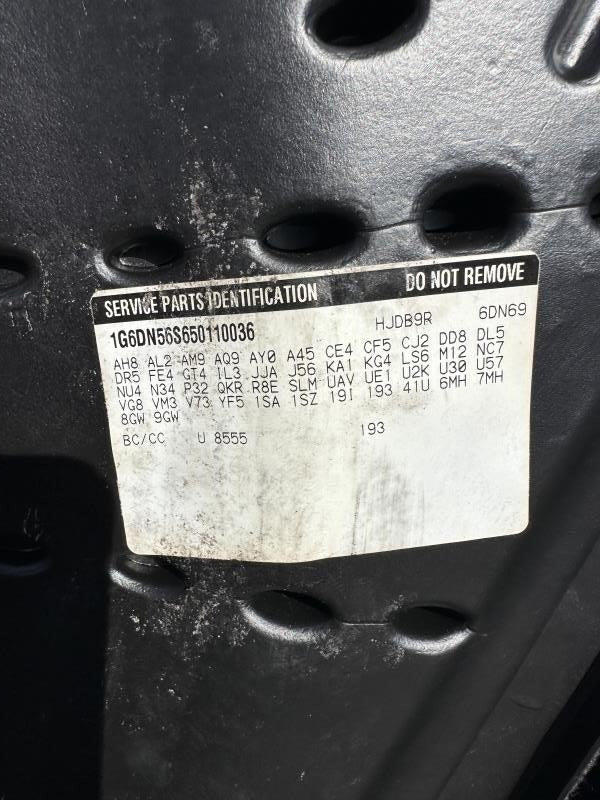 SERVICE PARTS IDENTIFICATION DO NOT REMOVE
1G6DN56S650110036 HJDB9R 6DN69
AH8 AL2 AM9 AQ9 AY0 A45 CE4 CF5 CJ2 DD8 DL5
DR5 FE4 GT4 IL3 JJA J56 KA1 KG4 LS6 M12 NC7
NU4 N34 P32 QKR R8E SLM UAV UE1 U2K U30 U57
VG8 VM3 V73 YF5 1SA 1SZ 19I 193 41U 6MH 7MH
8GW 9GW
BC/CC U 8555 193